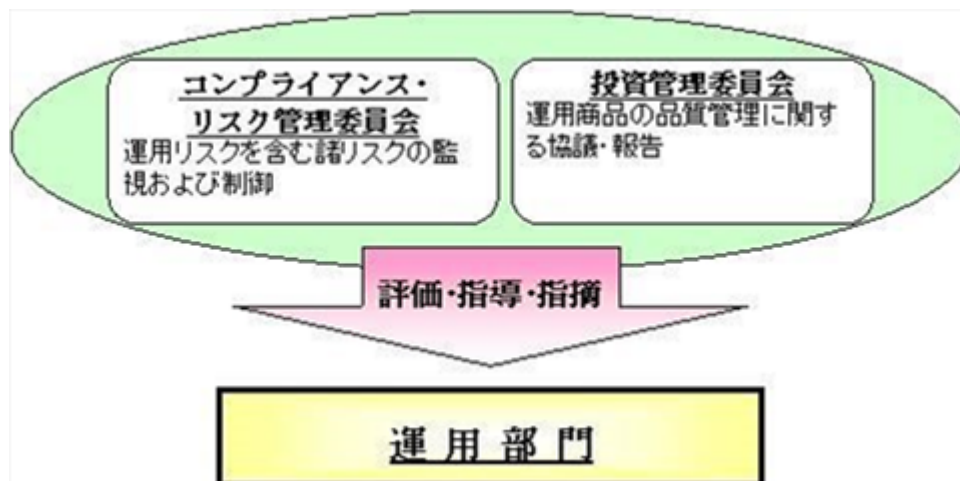 コンプライアンス・
リスク管理委員会
運用リスクを含む諸リスクの監
視および制御
投資管理委員会
運用商品の品質管理に関す
る協議・報告
評価・指導・指摘
運用部門